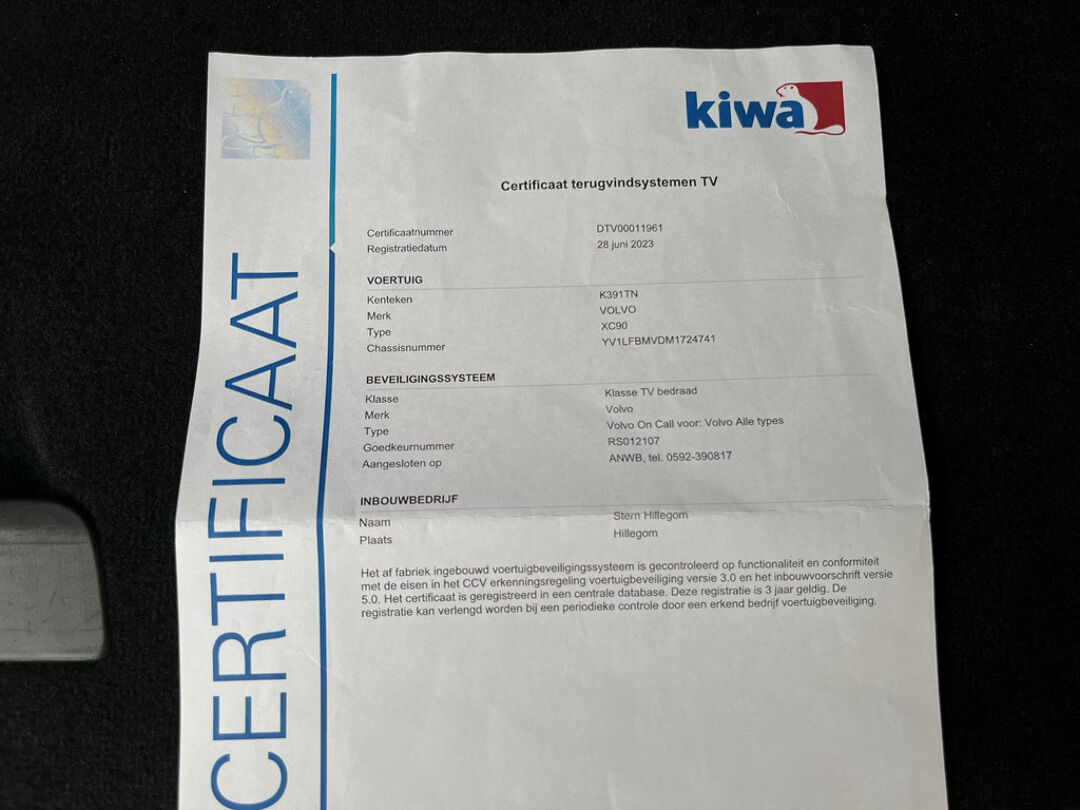 kiwa
CERTIFICAAT
Certificaat terugvindsystemen TV
Certificaatnummer DTV00011961
Registratiedatum 28 juni 2023
VOERTUIG
Kenteken K391TN
Merk VOLVO
Type XC90
Chassisnummer YV1LFBMVDM1724741
BEVEILIGINGSSYSTEEM
Klasse Klasse TV bedraad
Merk Volvo
Type Volvo On Call voor: Volvo Alle types
Goedkeurnummer RS012107
Aangesloten op ANWB, tel. 0592-390817
INBOUWBEDRIJF
Naam Stern Hillegom
Plaats Hillegom
Het af fabriek ingebouwd voertuigbeveiligingssysteem is gecontroleerd op functionaliteit en conformiteit
met de eisen in het CCV erkenningsregeling voertuigbeveiliging versie 3.0 en het inbouwvoorschrift versie
5.0. Het certificaat is geregistreerd in een centrale database. Deze registratie is 3 jaar geldig. De
registratie kan verlengd worden bij een periodieke controle door een erkend bedrijf voertuigbeveiliging.